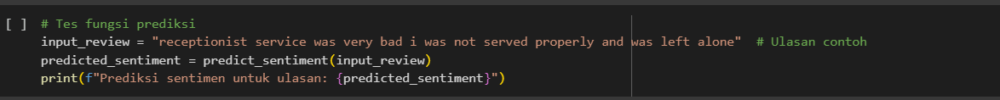 [ ] # Tes fungsi prediksi
input_review = "receptionist service was very bad i was not served properly and was left alone"  # Ulasan contoh
predicted_sentiment = predict_sentiment(input_review)
print(f"Prediksi sentimen untuk ulasan: {predicted_sentiment}")